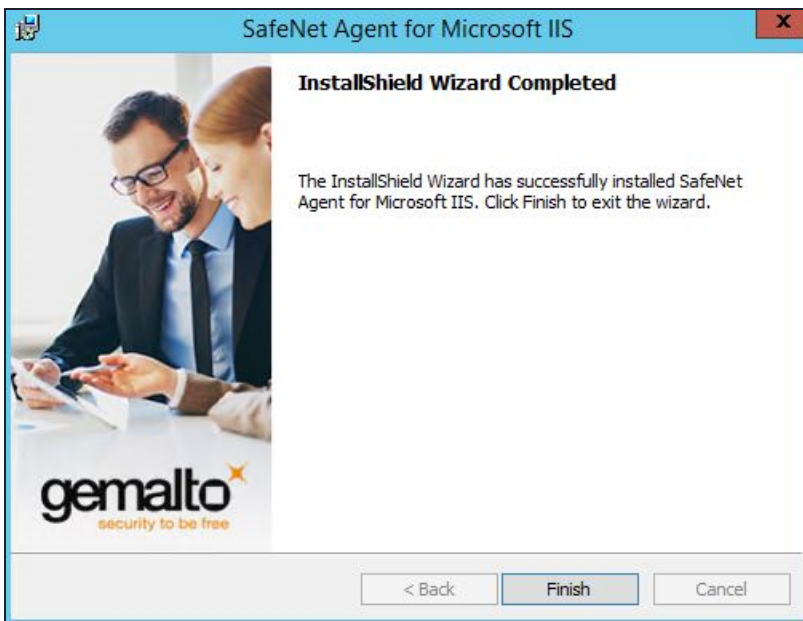 SafeNet Agent for Microsoft IIS
x
InstallShield Wizard Completed
The InstallShield Wizard has successfully installed SafeNet
Agent for Microsoft IIS. Click Finish to exit the wizard.
gemalto
security to be free
< Back
Finish
Cancel